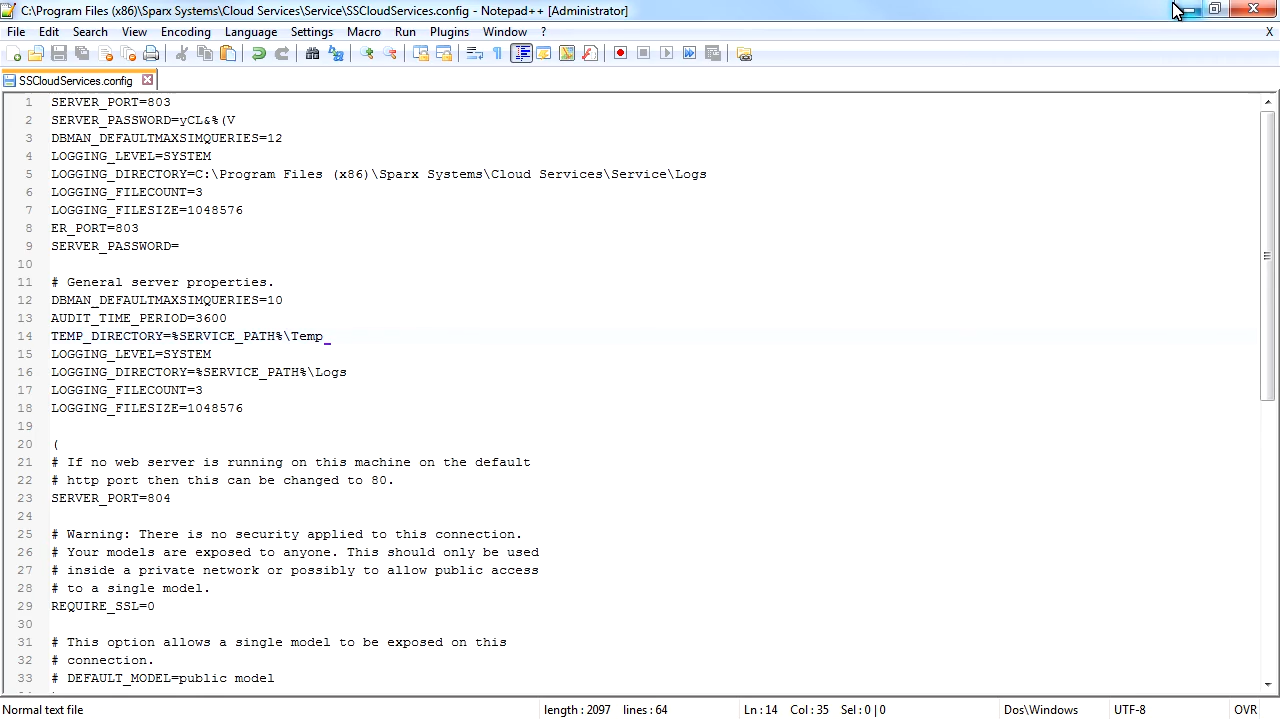 C:\Program Files (x86)\Sparx Systems\Cloud Services\Service\SSCloudServices.config - Notepad++ [Administrator]
File Edit Search View Encoding Language Settings Macro Run Plugins Window ? X
SSCloudServices.config
1 SERVER_PORT=803
2 SERVER_PASSWORD=yCL&%(V
3 DBMAN_DEFAULTMAXSIMQUERIES=12
4 LOGGING_LEVEL=SYSTEM
5 LOGGING_DIRECTORY=C:\Program Files (x86)\Sparx Systems\Cloud Services\Service\Logs
6 LOGGING_FILECOUNT=3
7 LOGGING_FILESIZE=1048576
8 ER_PORT=803
9 SERVER_PASSWORD=
10
11 # General server properties.
12 DBMAN_DEFAULTMAXSIMQUERIES=10
13 AUDIT_TIME_PERIOD=3600
14 TEMP_DIRECTORY=%SERVICE_PATH%\Temp
15 LOGGING_LEVEL=SYSTEM
16 LOGGING_DIRECTORY=%SERVICE_PATH%\Logs
17 LOGGING_FILECOUNT=3
18 LOGGING_FILESIZE=1048576
19
20 (
21 # If no web server is running on this machine on the default
22 # http port then this can be changed to 80.
23 SERVER_PORT=804
24
25 # Warning: There is no security applied to this connection.
26 # Your models are exposed to anyone. This should only be used
27 # inside a private network or possibly to allow public access
28 # to a single model.
29 REQUIRE_SSL=0
30
31 # This option allows a single model to be exposed on this
32 # connection.
33 # DEFAULT_MODEL=public model
Normal text file length : 2097 lines : 64 Ln : 14 Col : 35 Sel : 0 | 0 Dos\Windows UTF-8 OVR